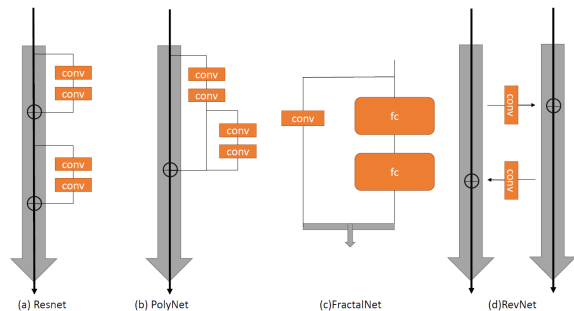 conv
conv
conv
conv
(a) Resnet
conv
conv
conv
conv
(b) PolyNet
conv
fc
fc
(c)FractalNet
conv
conv
(d)RevNet